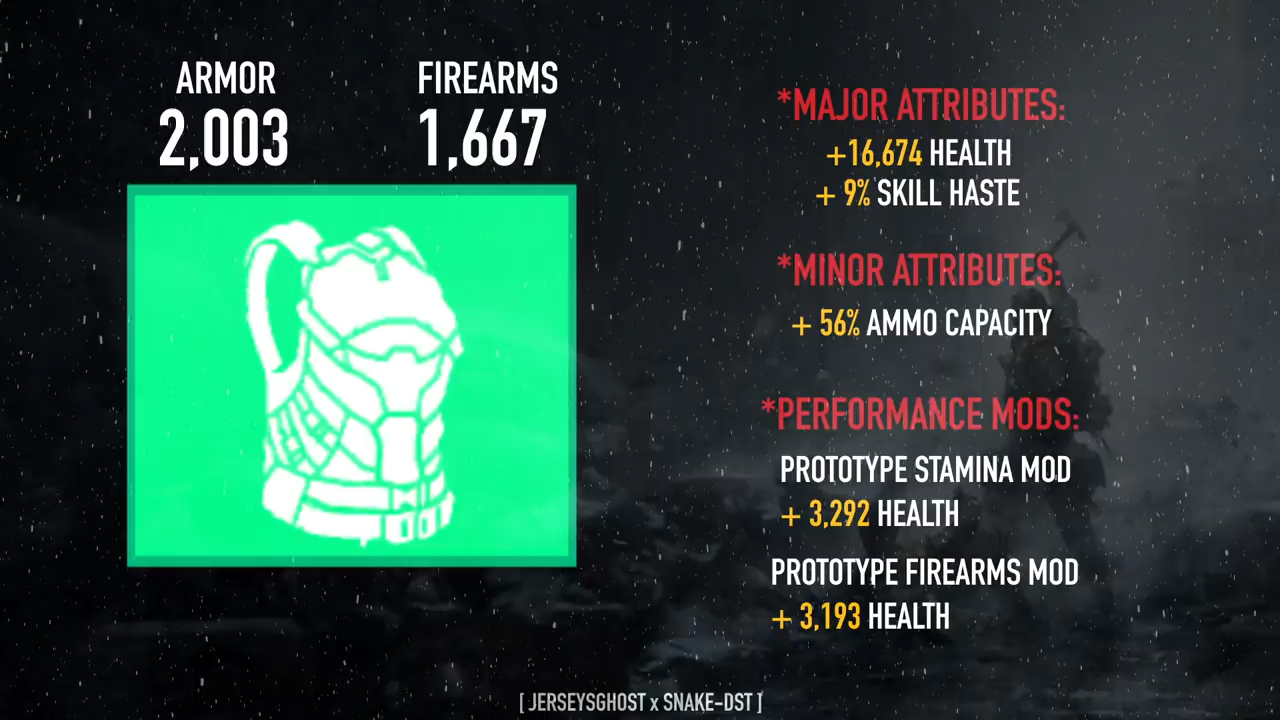 ARMOR
2,003
FIREARMS
1,667
*MAJOR ATTRIBUTES:
+16,674 HEALTH
+ 9% SKILL HASTE
*MINOR ATTRIBUTES:
+ 56% AMMO CAPACITY
*PERFORMANCE MODS:
PROTOTYPE STAMINA MOD
+ 3,292 HEALTH
PROTOTYPE FIREARMS MOD
+ 3,193 HEALTH
[ JERSEYSGHOST x SNAKE-DST ]